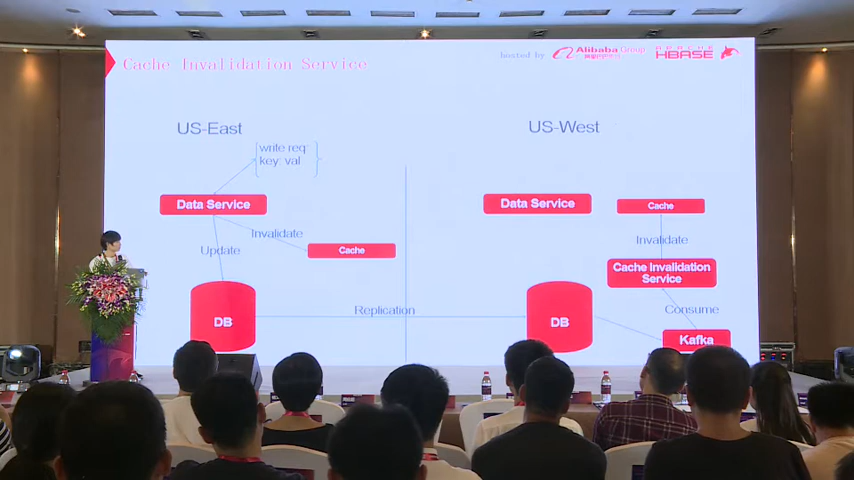 Cache Invalidation Service
hosted by
Alibaba Group
APACHE
HBASE
US-East
US-West
write req
key: val
Data Service
Invalidate
Cache
Update
DB
Replication
Data Service
Cache
Invalidate
Cache Invalidation
Service
Consume
DB
Kafka